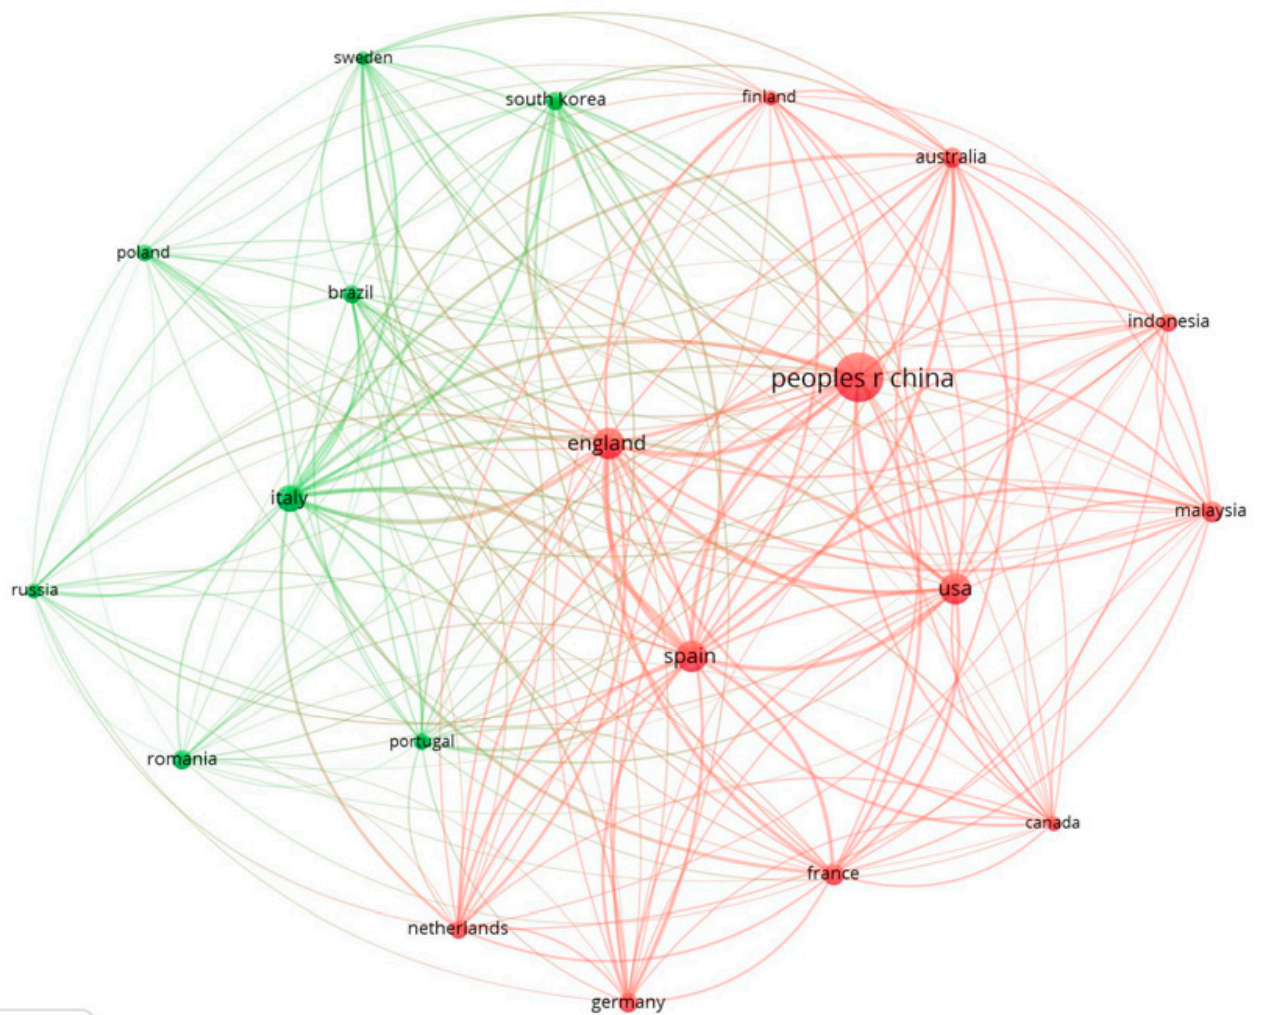 sweden
south korea
finland
australia
poland
brazil
indonesia
peoples r china
england
italy
malaysia
russia
usa
spain
portugal
romania
canada
france
netherlands
germany